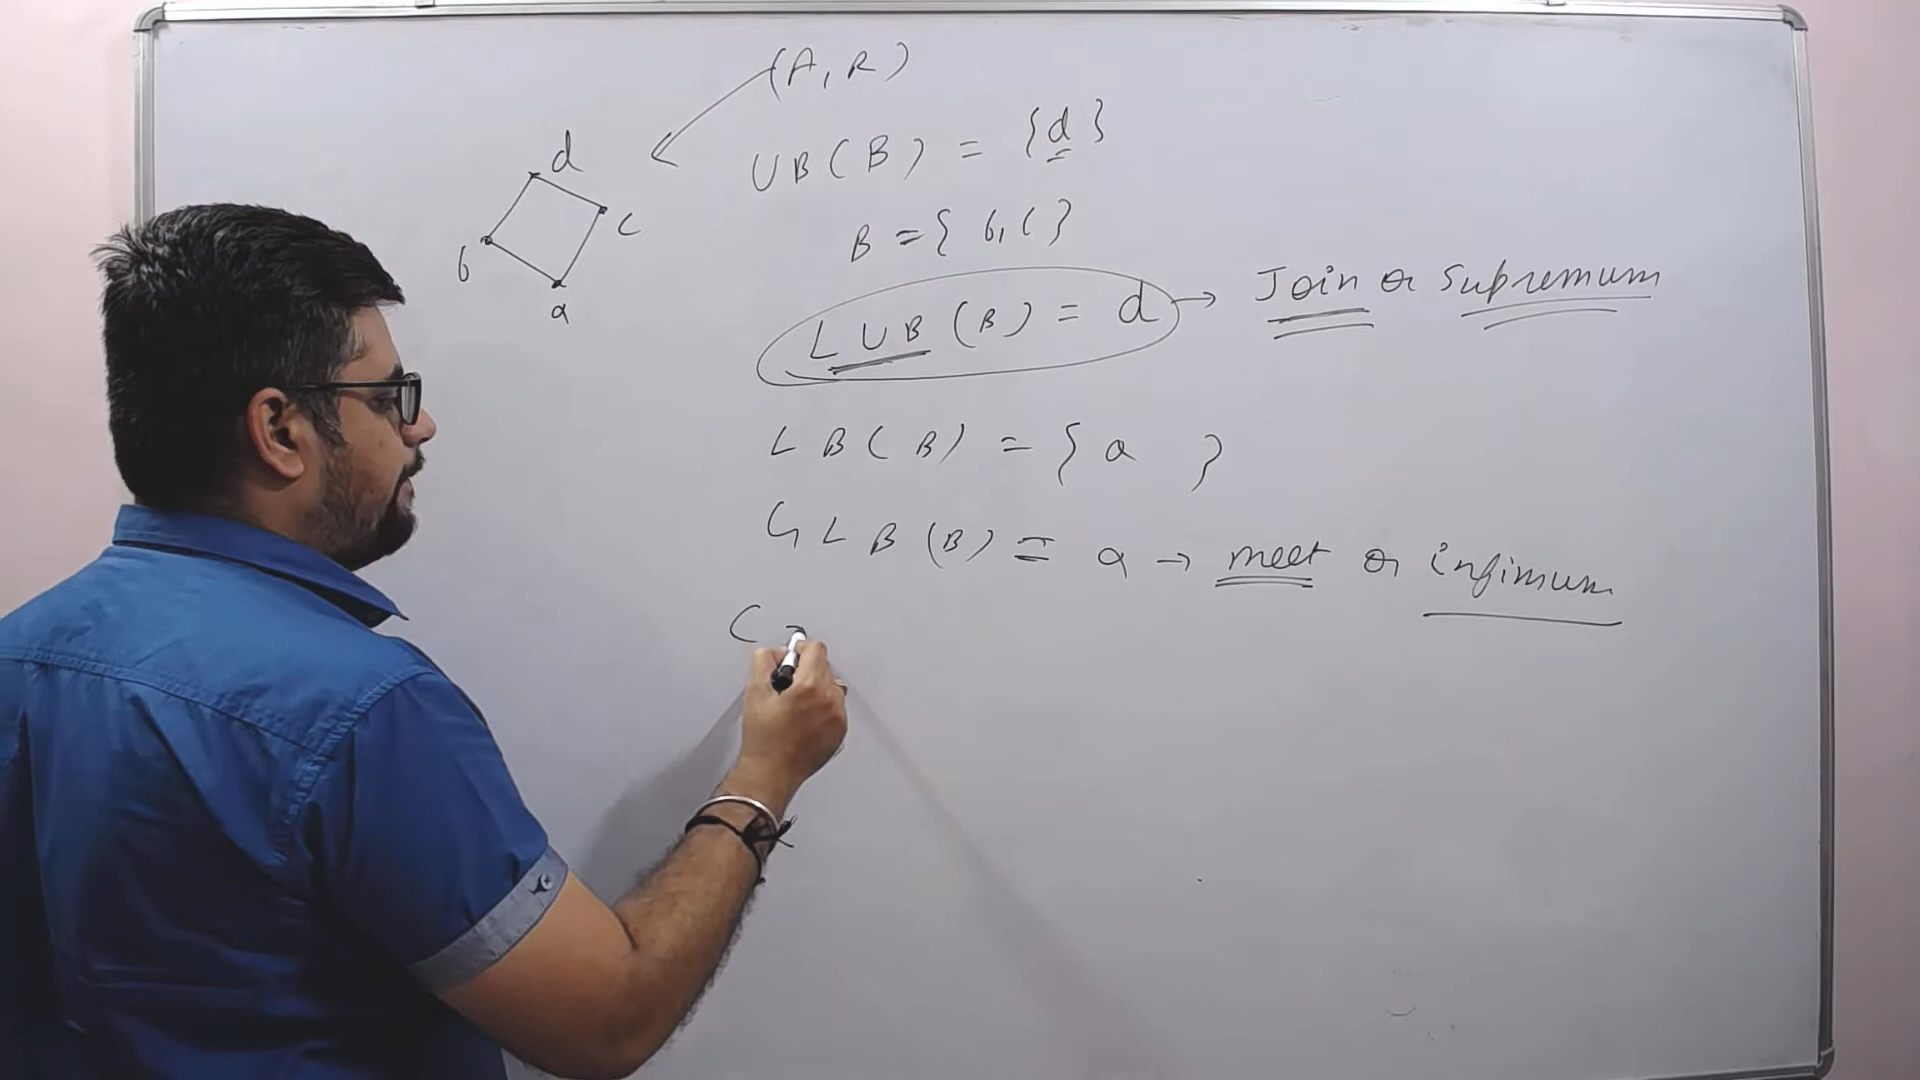 (A, R)
d
UB(B) = {d}
c
B = {b, c}
b
a
LUB(B) = d → Join or Supremum
LB(B) = {a }
GLB(B) = a → meet or infimum
C =